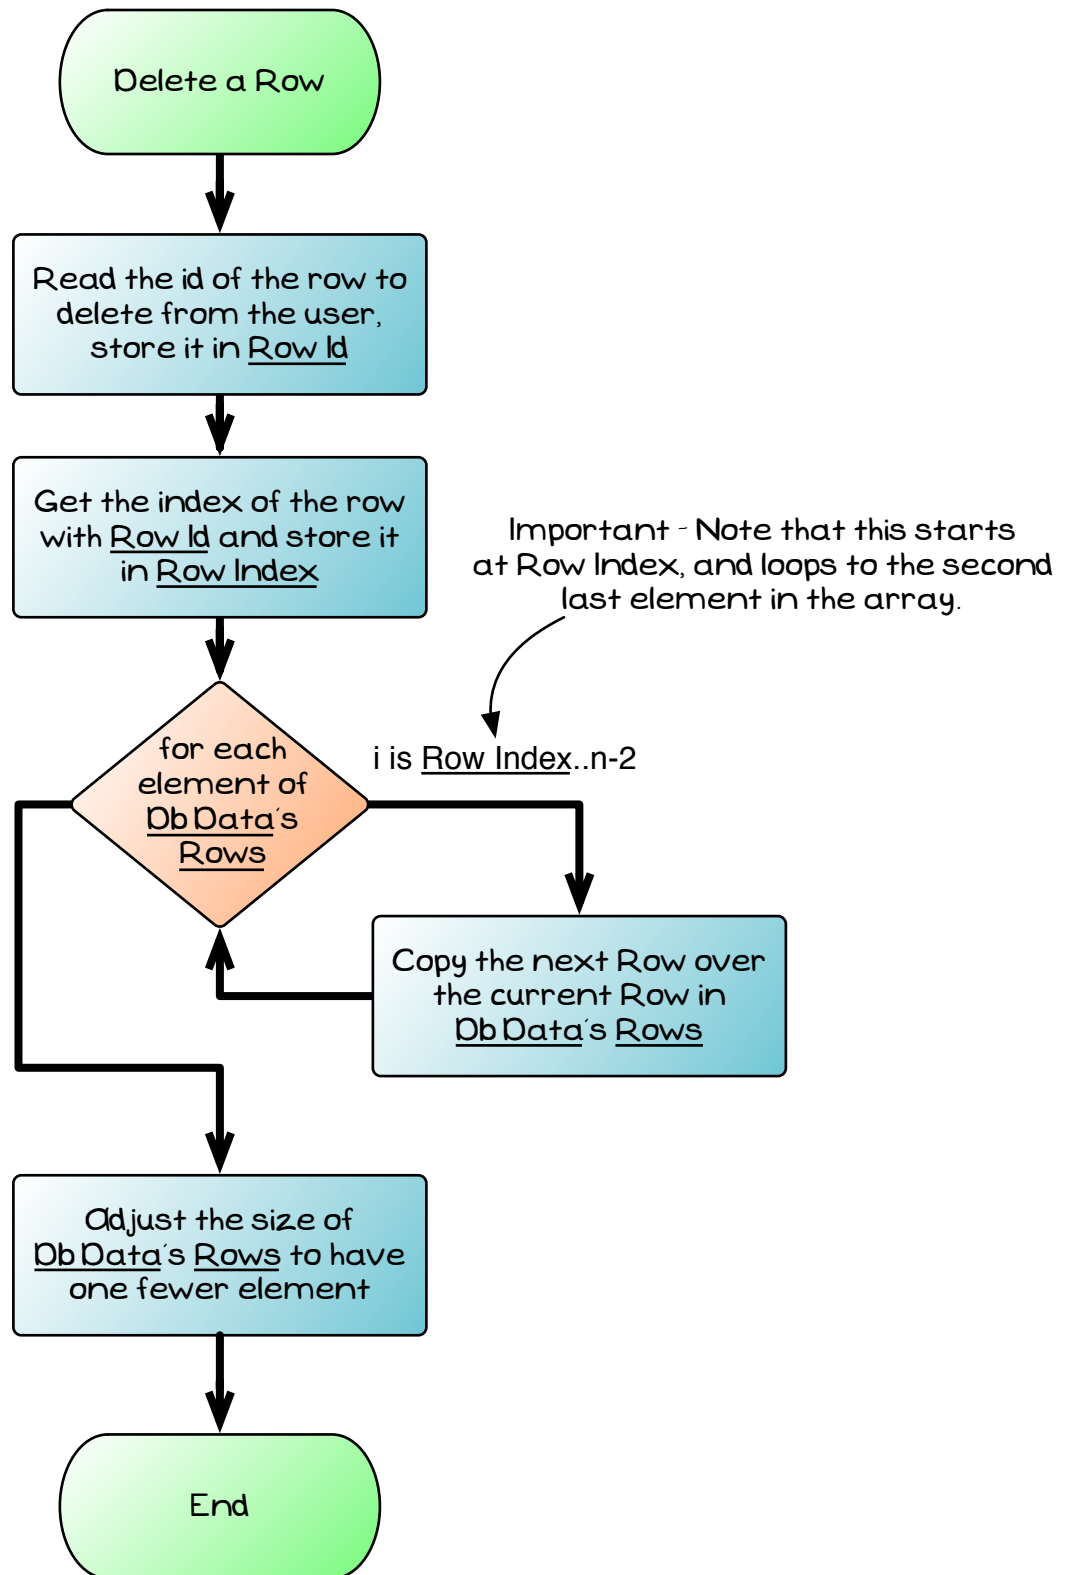 Delete a Row
Read the id of the row to
delete from the user,
store it in Row Id
Get the index of the row
with Row Id and store it
in Row Index
Important - Note that this starts
at Row Index, and loops to the second
last element in the array.
for each
element of
Db Data's
Rows
i is Row Index..n-2
Copy the next Row over
the current Row in
Db Data's Rows
Adjust the size of
Db Data's Rows to have
one fewer element
End